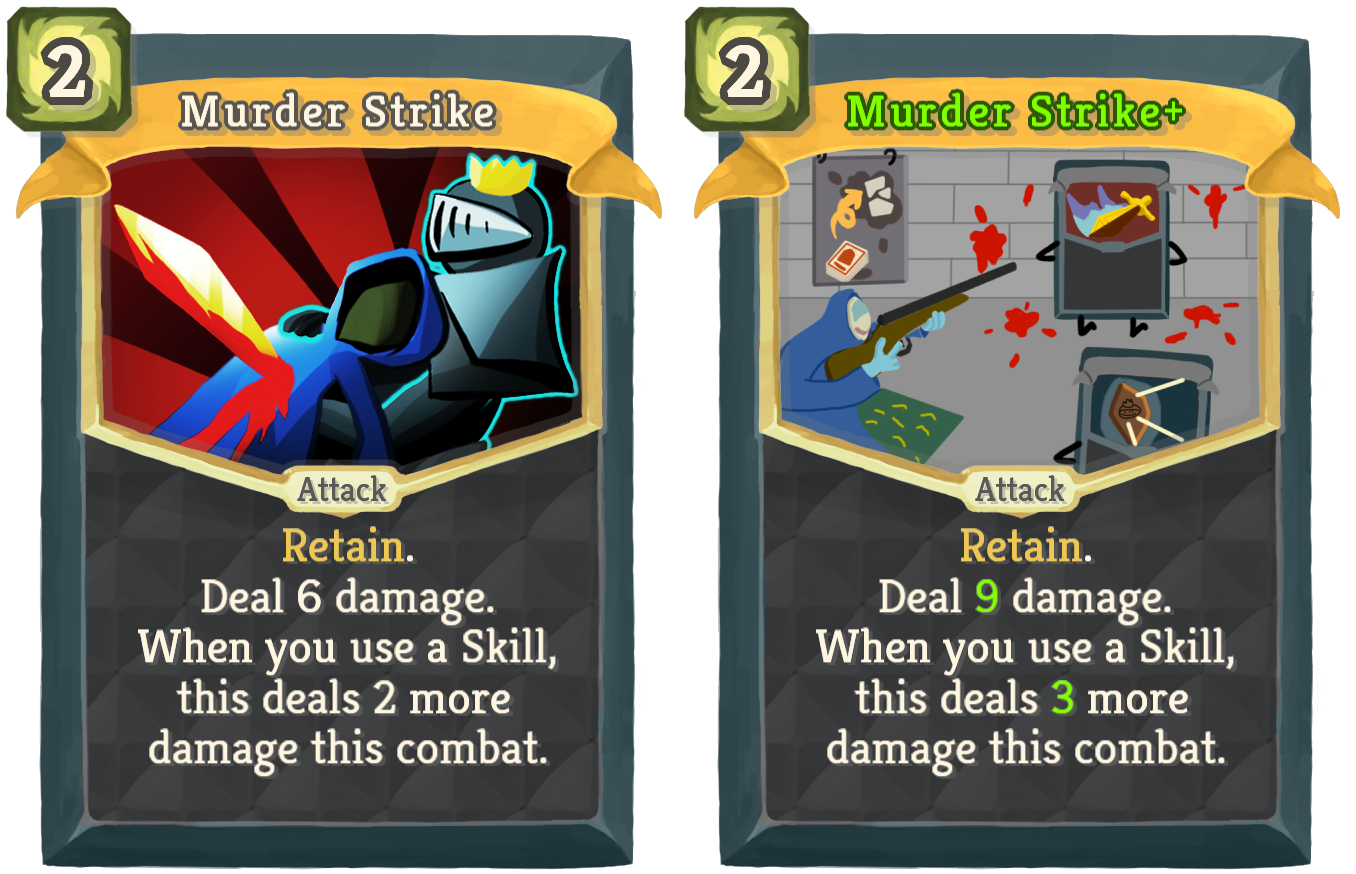 2
Murder Strike
Attack
Retain.
Deal 6 damage.
When you use a Skill,
this deals 2 more
damage this combat.
2
Murder Strike+
Attack
Retain.
Deal 9 damage.
When you use a Skill,
this deals 3 more
damage this combat.